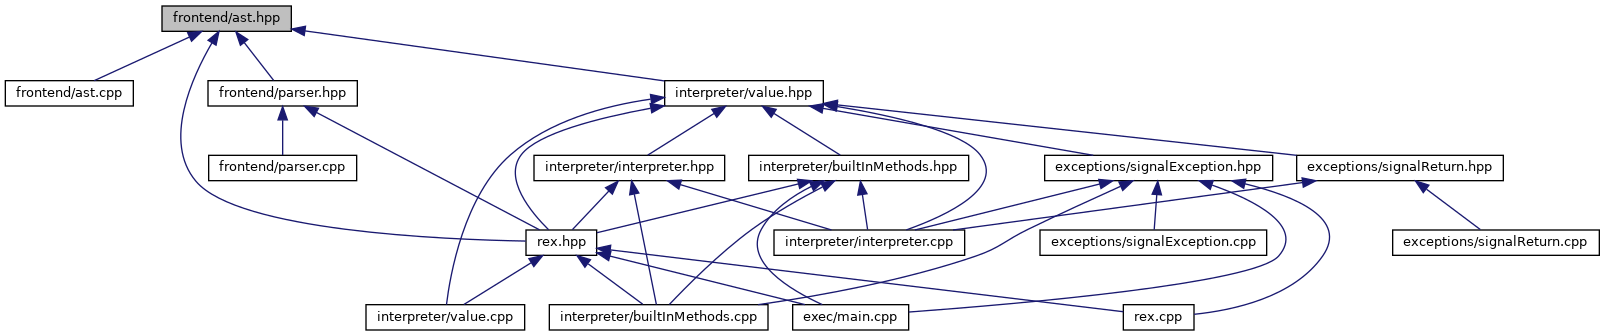 frontend/ast.hpp
frontend/ast.cpp
frontend/parser.hpp
interpreter/value.hpp
frontend/parser.cpp
interpreter/interpreter.hpp
interpreter/builtInMethods.hpp
exceptions/signalException.hpp
exceptions/signalReturn.hpp
rex.hpp
interpreter/interpreter.cpp
exceptions/signalException.cpp
exceptions/signalReturn.cpp
interpreter/value.cpp
interpreter/builtInMethods.cpp
exec/main.cpp
rex.cpp